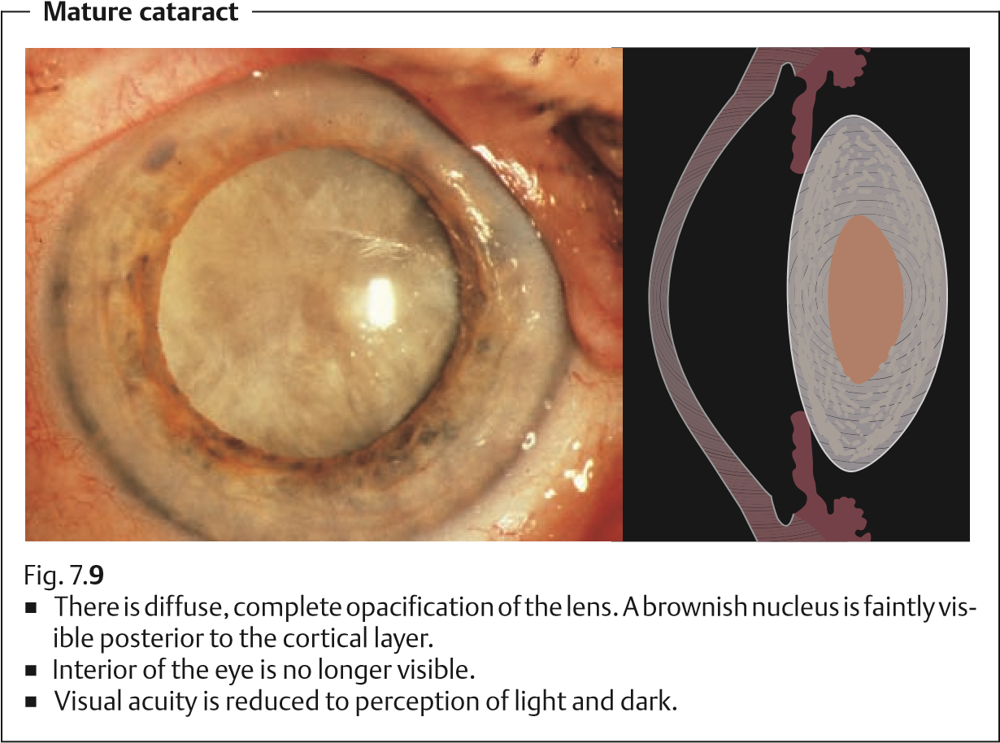 Mature cataract
Fig. 7.9
■ There is diffuse, complete opacification of the lens. A brownish nucleus is faintly vis-
ible posterior to the cortical layer.
■ Interior of the eye is no longer visible.
■ Visual acuity is reduced to perception of light and dark.